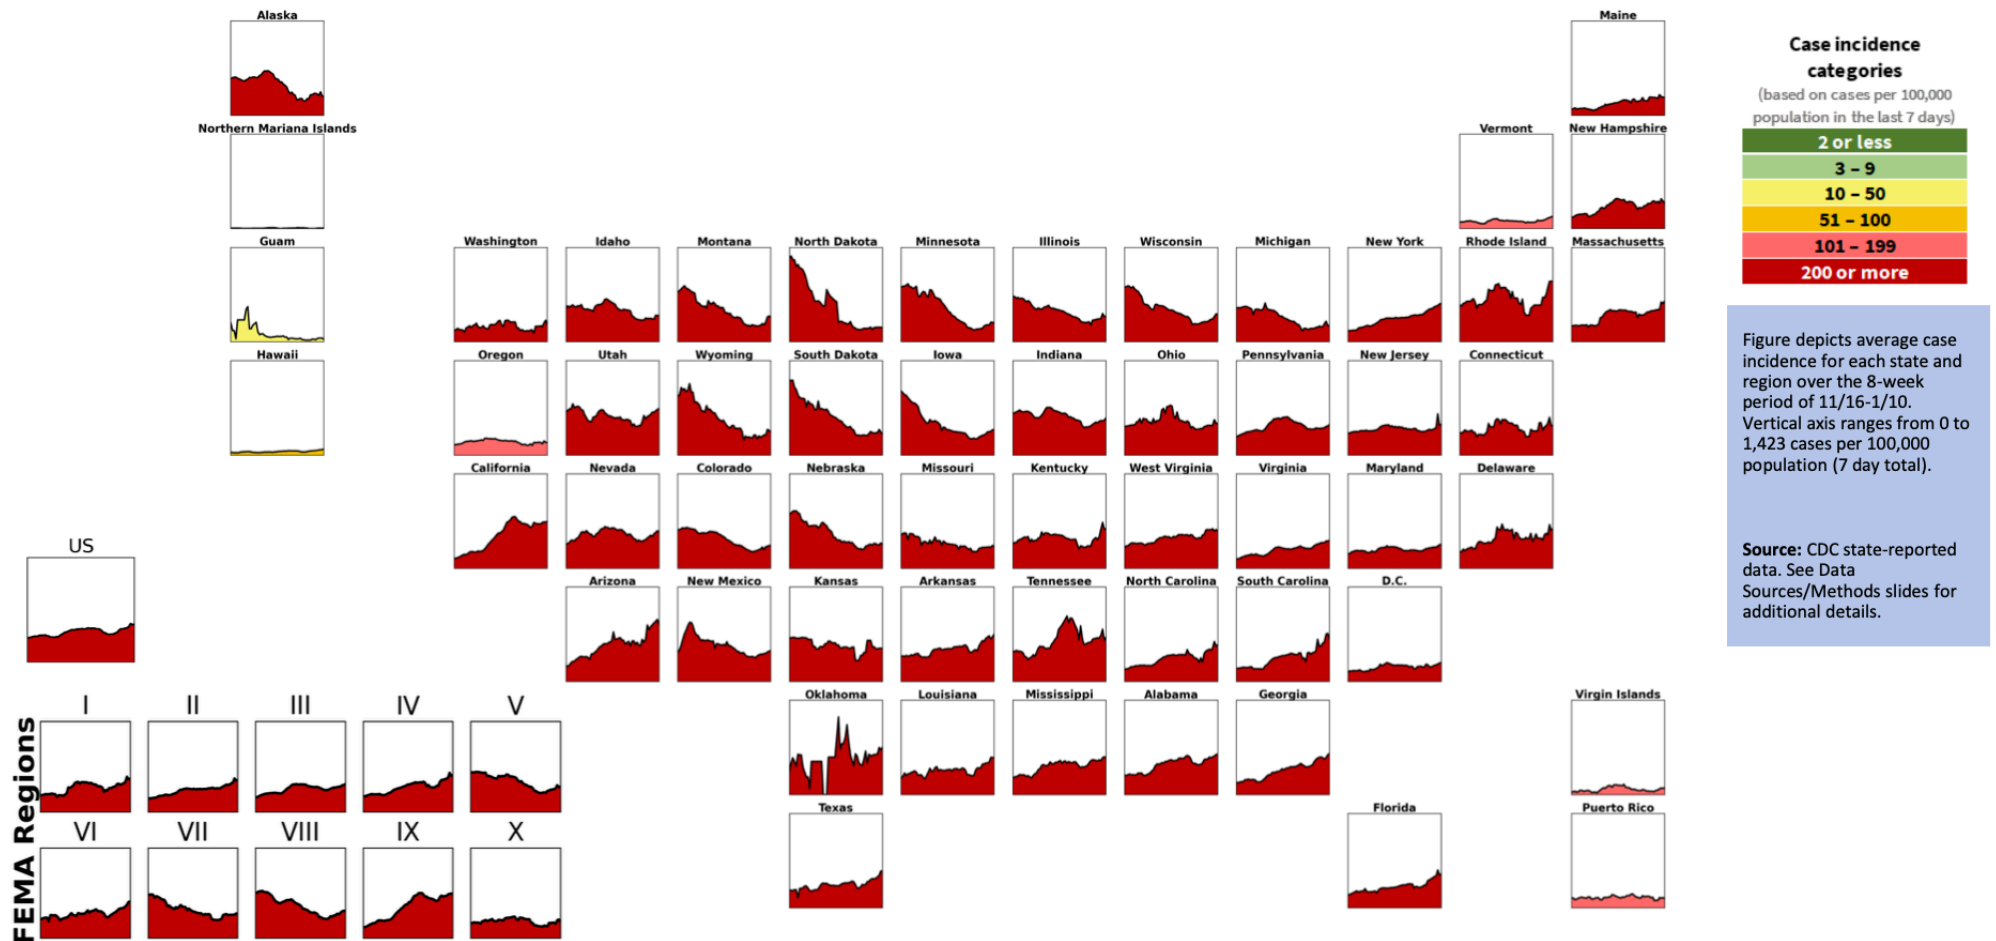 Alaska
Maine
Northern Mariana Islands
Vermont
New Hampshire
Guam
Washington
Idaho
Montana
North Dakota
Minnesota
Illinois
Wisconsin
Michigan
New York
Rhode Island
Massachusetts
Hawaii
Oregon
Utah
Wyoming
South Dakota
Iowa
Indiana
Ohio
Pennsylvania
New Jersey
Connecticut
California
Nevada
Colorado
Nebraska
Missouri
Kentucky
West Virginia
Virginia
Maryland
Delaware
US
Arizona
New Mexico
Kansas
Arkansas
Tennessee
North Carolina
South Carolina
D.C.
Oklahoma
Louisiana
Mississippi
Alabama
Georgia
Virgin Islands
Texas
Florida
Puerto Rico
FEMA Regions
I
II
III
IV
V
VI
VII
VIII
IX
X
Case incidence
categories
(based on cases per 100,000
population in the last 7 days)
2 or less
3 – 9
10 – 50
51 – 100
101 – 199
200 or more
Figure depicts average case
incidence for each state and
region over the 8-week
period of 11/16-1/10.
Vertical axis ranges from 0 to
1,423 cases per 100,000
population (7 day total).
Source: CDC state-reported
data. See Data
Sources/Methods slides for
additional details.